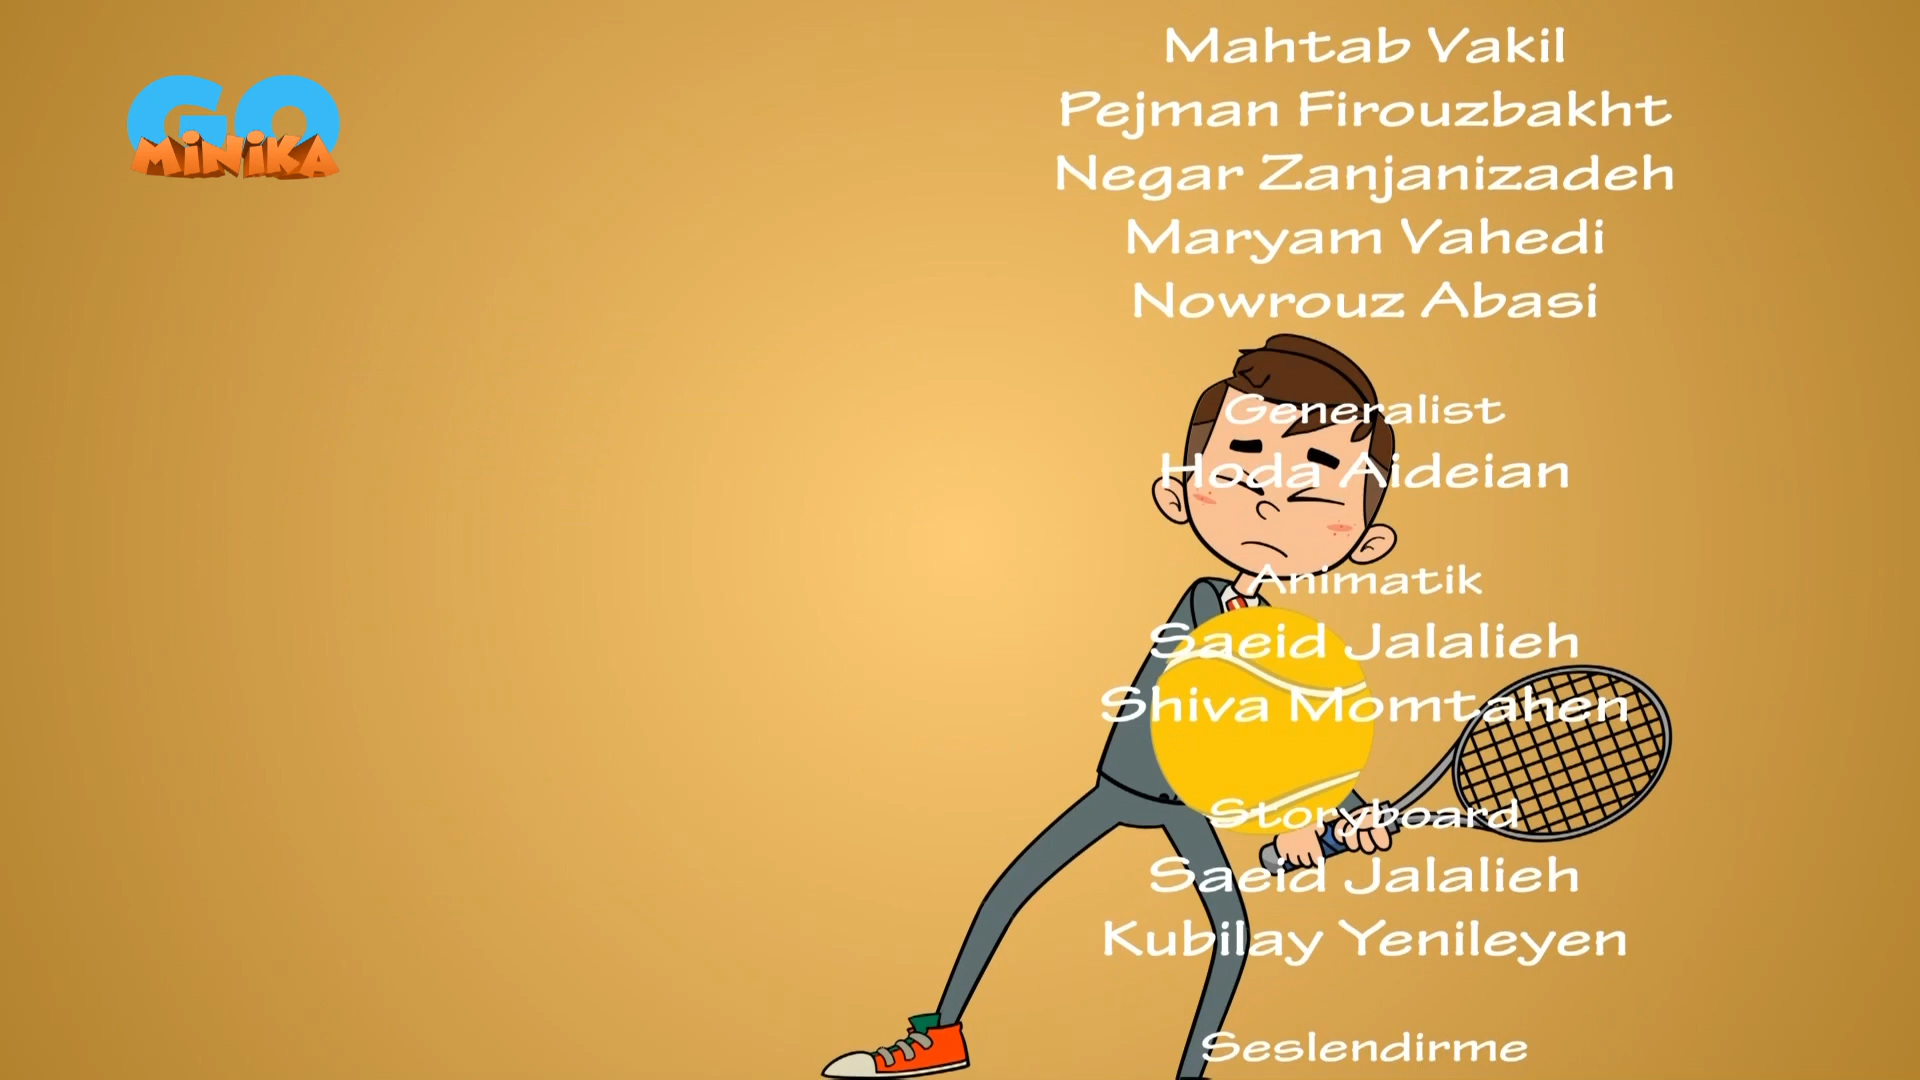 GO
MiNiKA
Mahtab Vakil
Pejman Firouzbakht
Negar Zanjanizadeh
Maryam Vahedi
Nowrouz Abasi
Generalist
Hoda Aideian
Animatik
Saeid Jalalieh
Shiva Momtahen
Storyboard
Saeid Jalalieh
Kubilay Yenileyen
Seslendirme